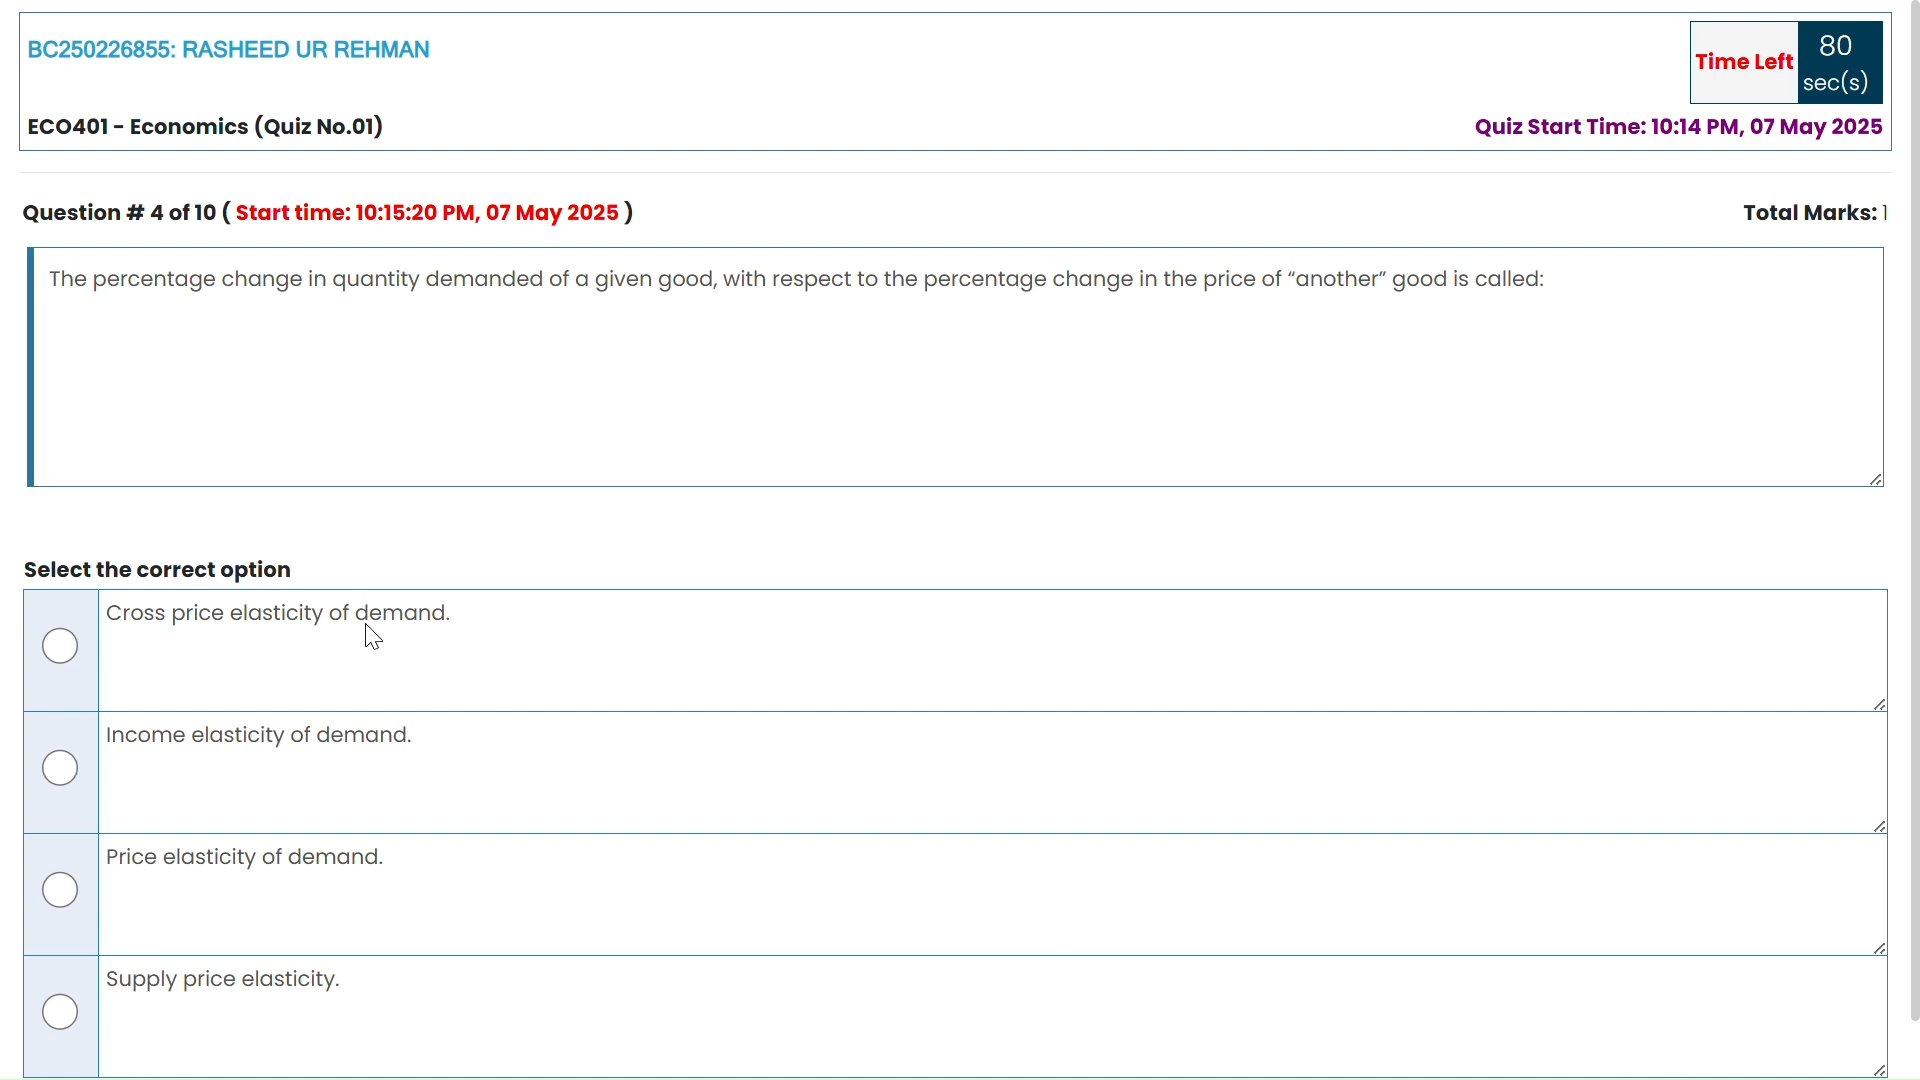 BC250226855: RASHEED UR REHMAN
Time Left
80
sec(s)
ECO401 - Economics (Quiz No.01)
Quiz Start Time: 10:14 PM, 07 May 2025
Question # 4 of 10 ( Start time: 10:15:20 PM, 07 May 2025 )
Total Marks: 1
The percentage change in quantity demanded of a given good, with respect to the percentage change in the price of “another” good is called:
Select the correct option
Cross price elasticity of demand.
Income elasticity of demand.
Price elasticity of demand.
Supply price elasticity.